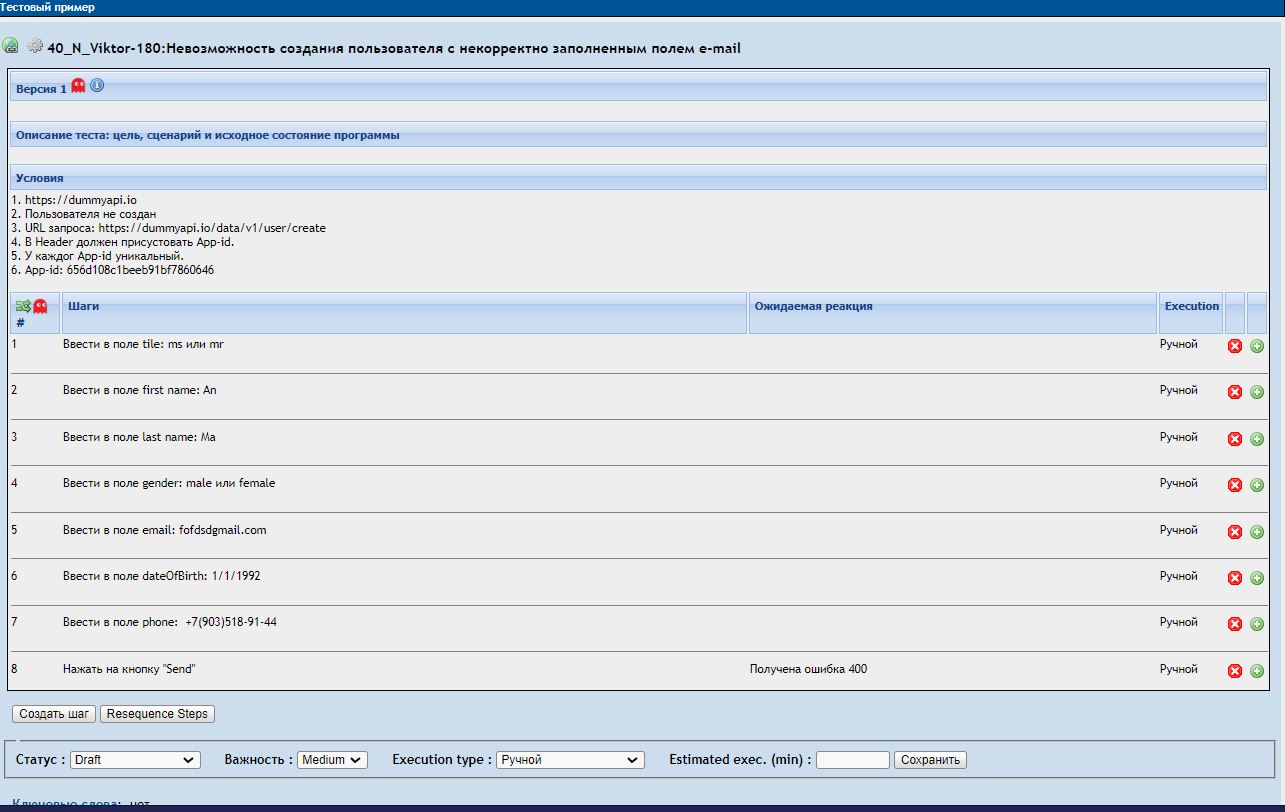 Тестовый пример
40_N_Viktor-180:Невозможность создания пользователя с некорректно заполненным полем e-mail
Версия 1
Описание теста: цель, сценарий и исходное состояние программы
Условия
1. https://dummyapi.io
2. Пользователя не создан
3. URL запроса: https://dummyapi.io/data/v1/user/create
4. В Header должен присустовать App-id.
5. У каждог App-id уникальный.
6. App-id: 656d108c1beeb91bf7860646
# Шаги Ожидаемая реакция Execution
1 Ввести в поле tile: ms или mr Ручной
2 Ввести в поле first name: An Ручной
3 Ввести в поле last name: Ma Ручной
4 Ввести в поле gender: male или female Ручной
5 Ввести в поле email: fofdsdgmail.com Ручной
6 Ввести в поле dateOfBirth: 1/1/1992 Ручной
7 Ввести в поле phone: +7(903)518-91-44 Ручной
8 Нажать на кнопку "Send" Получена ошибка 400 Ручной
Создать шаг Resequence Steps
Статус : Draft Важность : Medium Execution type : Ручной Estimated exec. (min) : Сохранить
Ключевые слова: нет